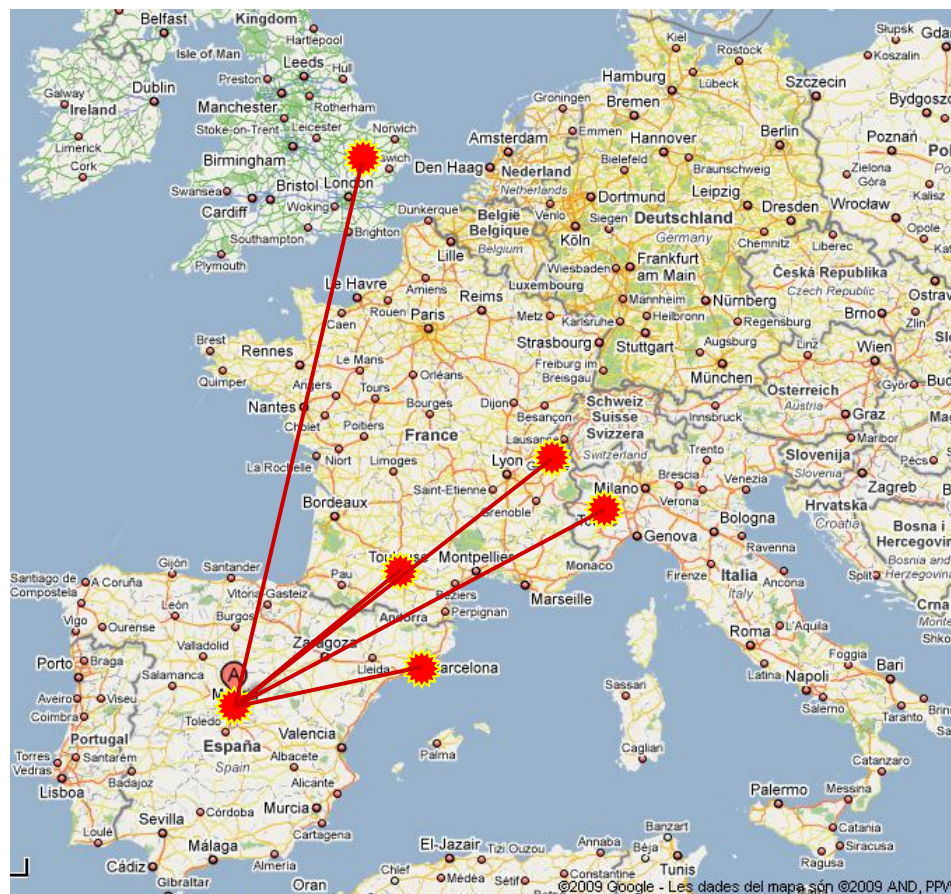 Belfast
Kingdom
Hartlepool
Isle of Man
Leeds
Galway
Ireland
Dublin
Preston
Hull
Manchester
Rotherham
Limerick
Stoke-on-Trent
Leicester
Norwich
Cork
Birmingham
Swansea
Cardiff
Bristol
London
Woking
Southampton
Brighton
Plymouth
Kiel
Rostock
Hamburg
Lübeck
Szczecin
Słupsk
Koszalin
Bydgoszcz
Groningen
Bremen
Emmen
Amsterdam
Hannover
Berlin
Poznań
Den Haag
Nederland
Netherlands
Bielefeld
Braunschweig
Zielona
Góra
Kalisz
Dortmund
Leipzig
Wrocław
Dunkerque
België
Belgique
Belgium
Venlo
Siegen
Deutschland
Germany
Dresden
Opole
Lille
Köln
Chemnitz
Liberec
Wiesbaden
Frankfurt
am Main
Česká Republika
Czech Republic
Luxembourg
Le Havre
Amiens
Reims
Mannheim
Nürnberg
Brno
Zlín
Caen
Rouen
Paris
Metz
Karlsruhe
Heilbronn
Regensburg
Brest
Rennes
Strasbourg
Stuttgart
Augsburg
Linz
Wien
Quimper
Le Mans
Orléans
Freiburg im
Breisgau
München
Györ
Nantes
Angers
Tours
Bourges
Dijon
Besançon
Schweiz
Suisse
Svizzera
Switzerland
Österreich
Austria
Innsbruck
Graz
Cholet
Poitiers
France
Lausanne
Maribor
La Rochelle
Niort
Limoges
Lyon
Trento
Slovenija
Slovenia
Pécs
Saint-Etienne
Milano
Brescia
Verona
Venezia
Zagreb
Bordeaux
Grenoble
Hrvatska
Croatia
Genova
Bologna
Ravenna
Bosna i
Hercegovina
Bosnia and
Herzegovina
Gijón
Santander
Toulouse
Montpellier
Monaco
Santiago de
Compostela
A Coruña
Pau
Béziers
Marseille
Firenze
Italia
Italy
Ancona
Split
León
Vitoria-Gasteiz
Andorra
Perpignan
Vigo
Ourense
Burgos
L'Aquila
Porto
Braga
Valladolid
Zaragoza
Lleida
Barcelona
Roma
Foggia
Salamanca
A
Latina
Bari
Aveiro
Viseu
Sassari
Napoli
Salerno
Taranto
Coimbra
Toledo
Portugal
España
Spain
Valencia
Palma
Torres
Vedras
Santarém
Albacete
Cagliari
Catanzaro
Lisboa
Badajoz
Alicante
Palermo
Messina
Córdoba
Murcia
Loulé
Sevilla
Cartagena
Catania
Siracusa
Ragusa
Cádiz
Málaga
Almería
El-Jazair
Tizi Ouzou
Annaba
Banzart
Béja
Gibraltar
Oran
Chlef
Médéa
Sétif
Constantine
Tunis
©2009 Google - Les dades del mapa són ©2009 AND, PPW